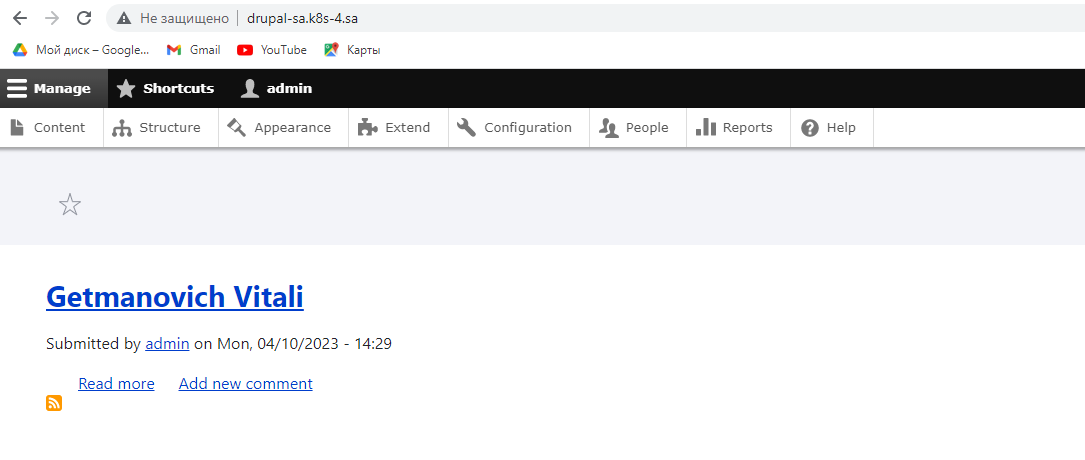 Не защищено drupal-sa.k8s-4.sa
Мой диск – Google... Gmail YouTube Карты
Manage Shortcuts admin
Content Structure Appearance Extend Configuration People Reports Help
Getmanovich Vitali
Submitted by admin on Mon, 04/10/2023 - 14:29
Read more Add new comment